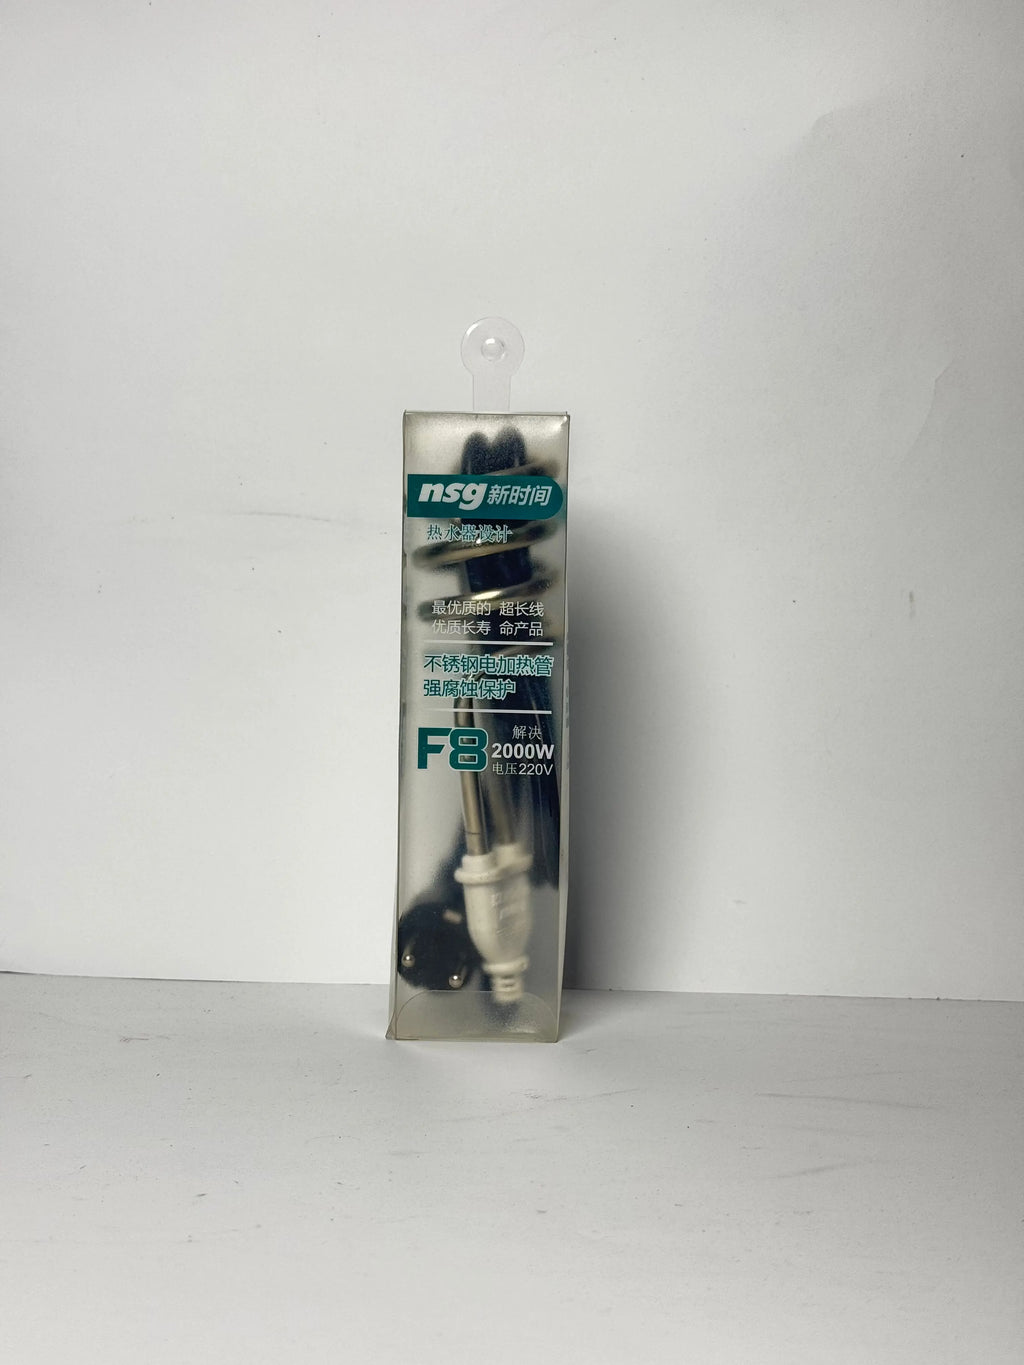 nsg新时间
热水器设计
最优质的 超长线
优质长寿 命产品
不锈钢电加热管
强腐蚀保护
F8
解决
2000W
电压220V